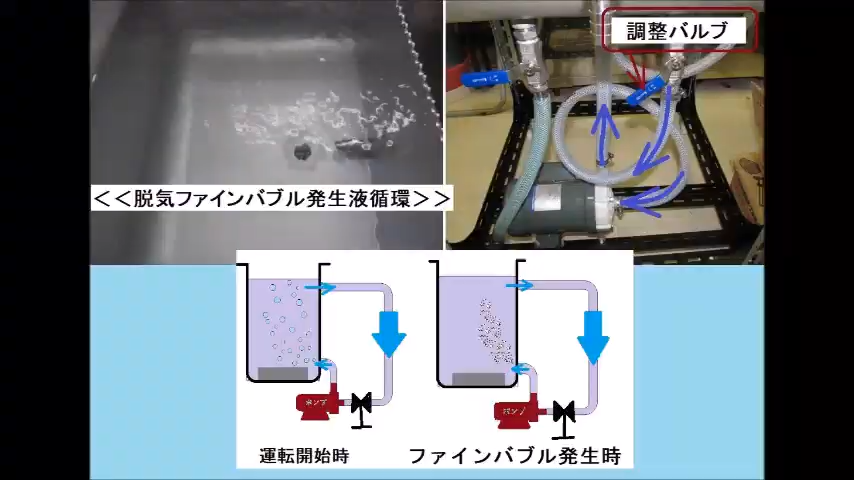 調整バルブ
<<脱気ファインバブル発生液循環>>
ポンプ
ポンプ
運転開始時
ファインバブル発生時